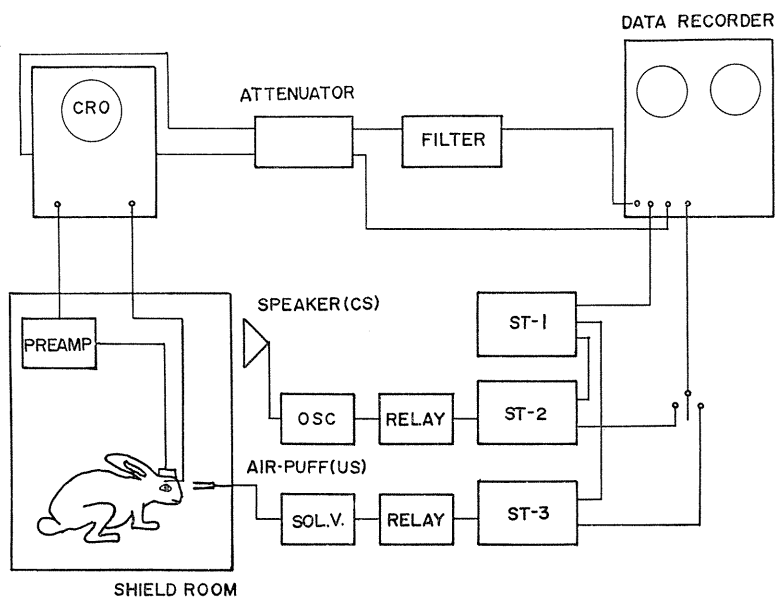 DATA RECORDER
CRO
ATTENUATOR
FILTER
SPEAKER(CS)
ST-1
PREAMP
OSC
RELAY
ST-2
AIR-PUFF(US)
SOL.V.
RELAY
ST-3
SHIELD ROOM